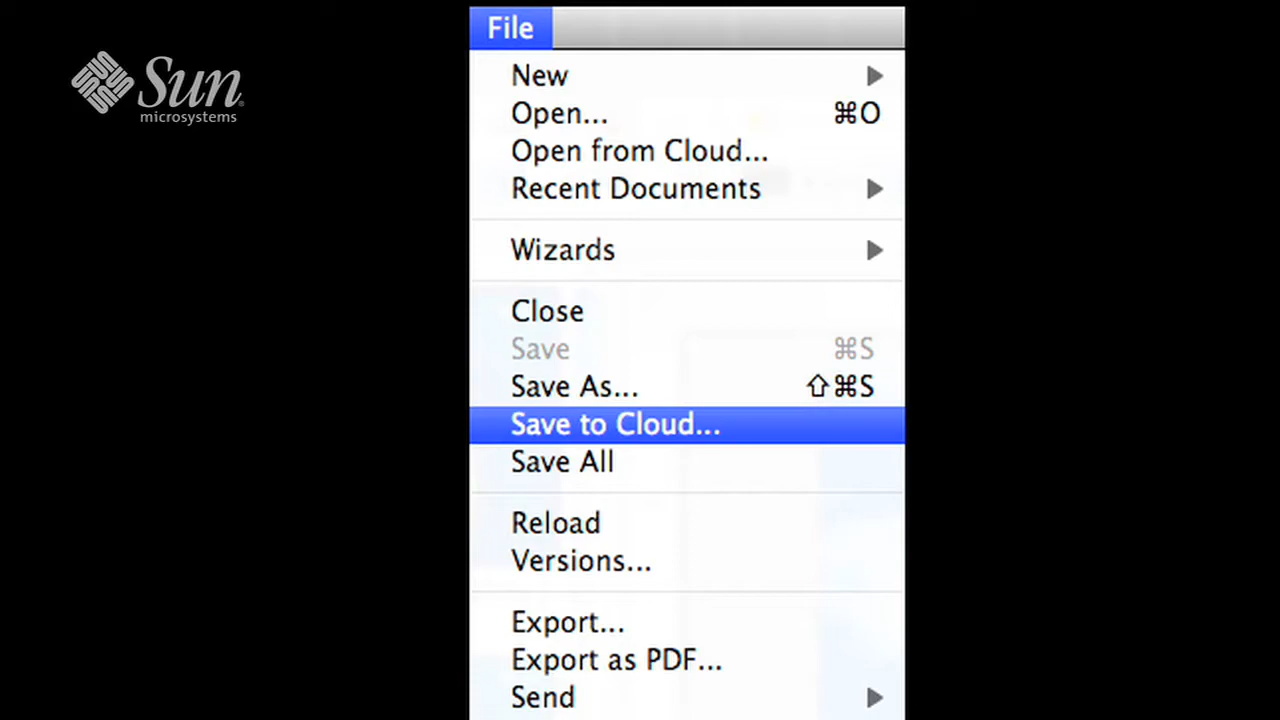 Sun
microsystems
File
New
Open... ⌘O
Open from Cloud...
Recent Documents
Wizards
Close
Save ⌘S
Save As... ⇧⌘S
Save to Cloud...
Save All
Reload
Versions...
Export...
Export as PDF...
Send